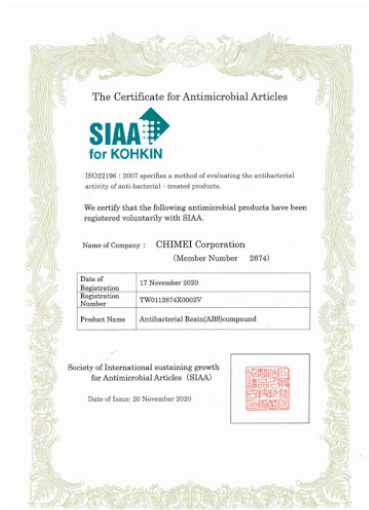 The Certificate for Antimicrobial Articles
SIAA
for KOHKIN
ISO22196 : 2007 specifies a method of evaluating the antibacterial
activity of anti-bacterial - treated products.
We certify that the following antimicrobial products have been
registered voluntarily with SIAA.
Name of Company : CHIMEI Corporation
(Member Number 2674)
Date of Registration 17 November 2020
Registration Number TW0112674X0002V
Product Name Antibacterial Resin(ABS)compound
Society of International sustaining growth
for Antimicrobial Articles (SIAA)
Date of Issue: 20 November 2020